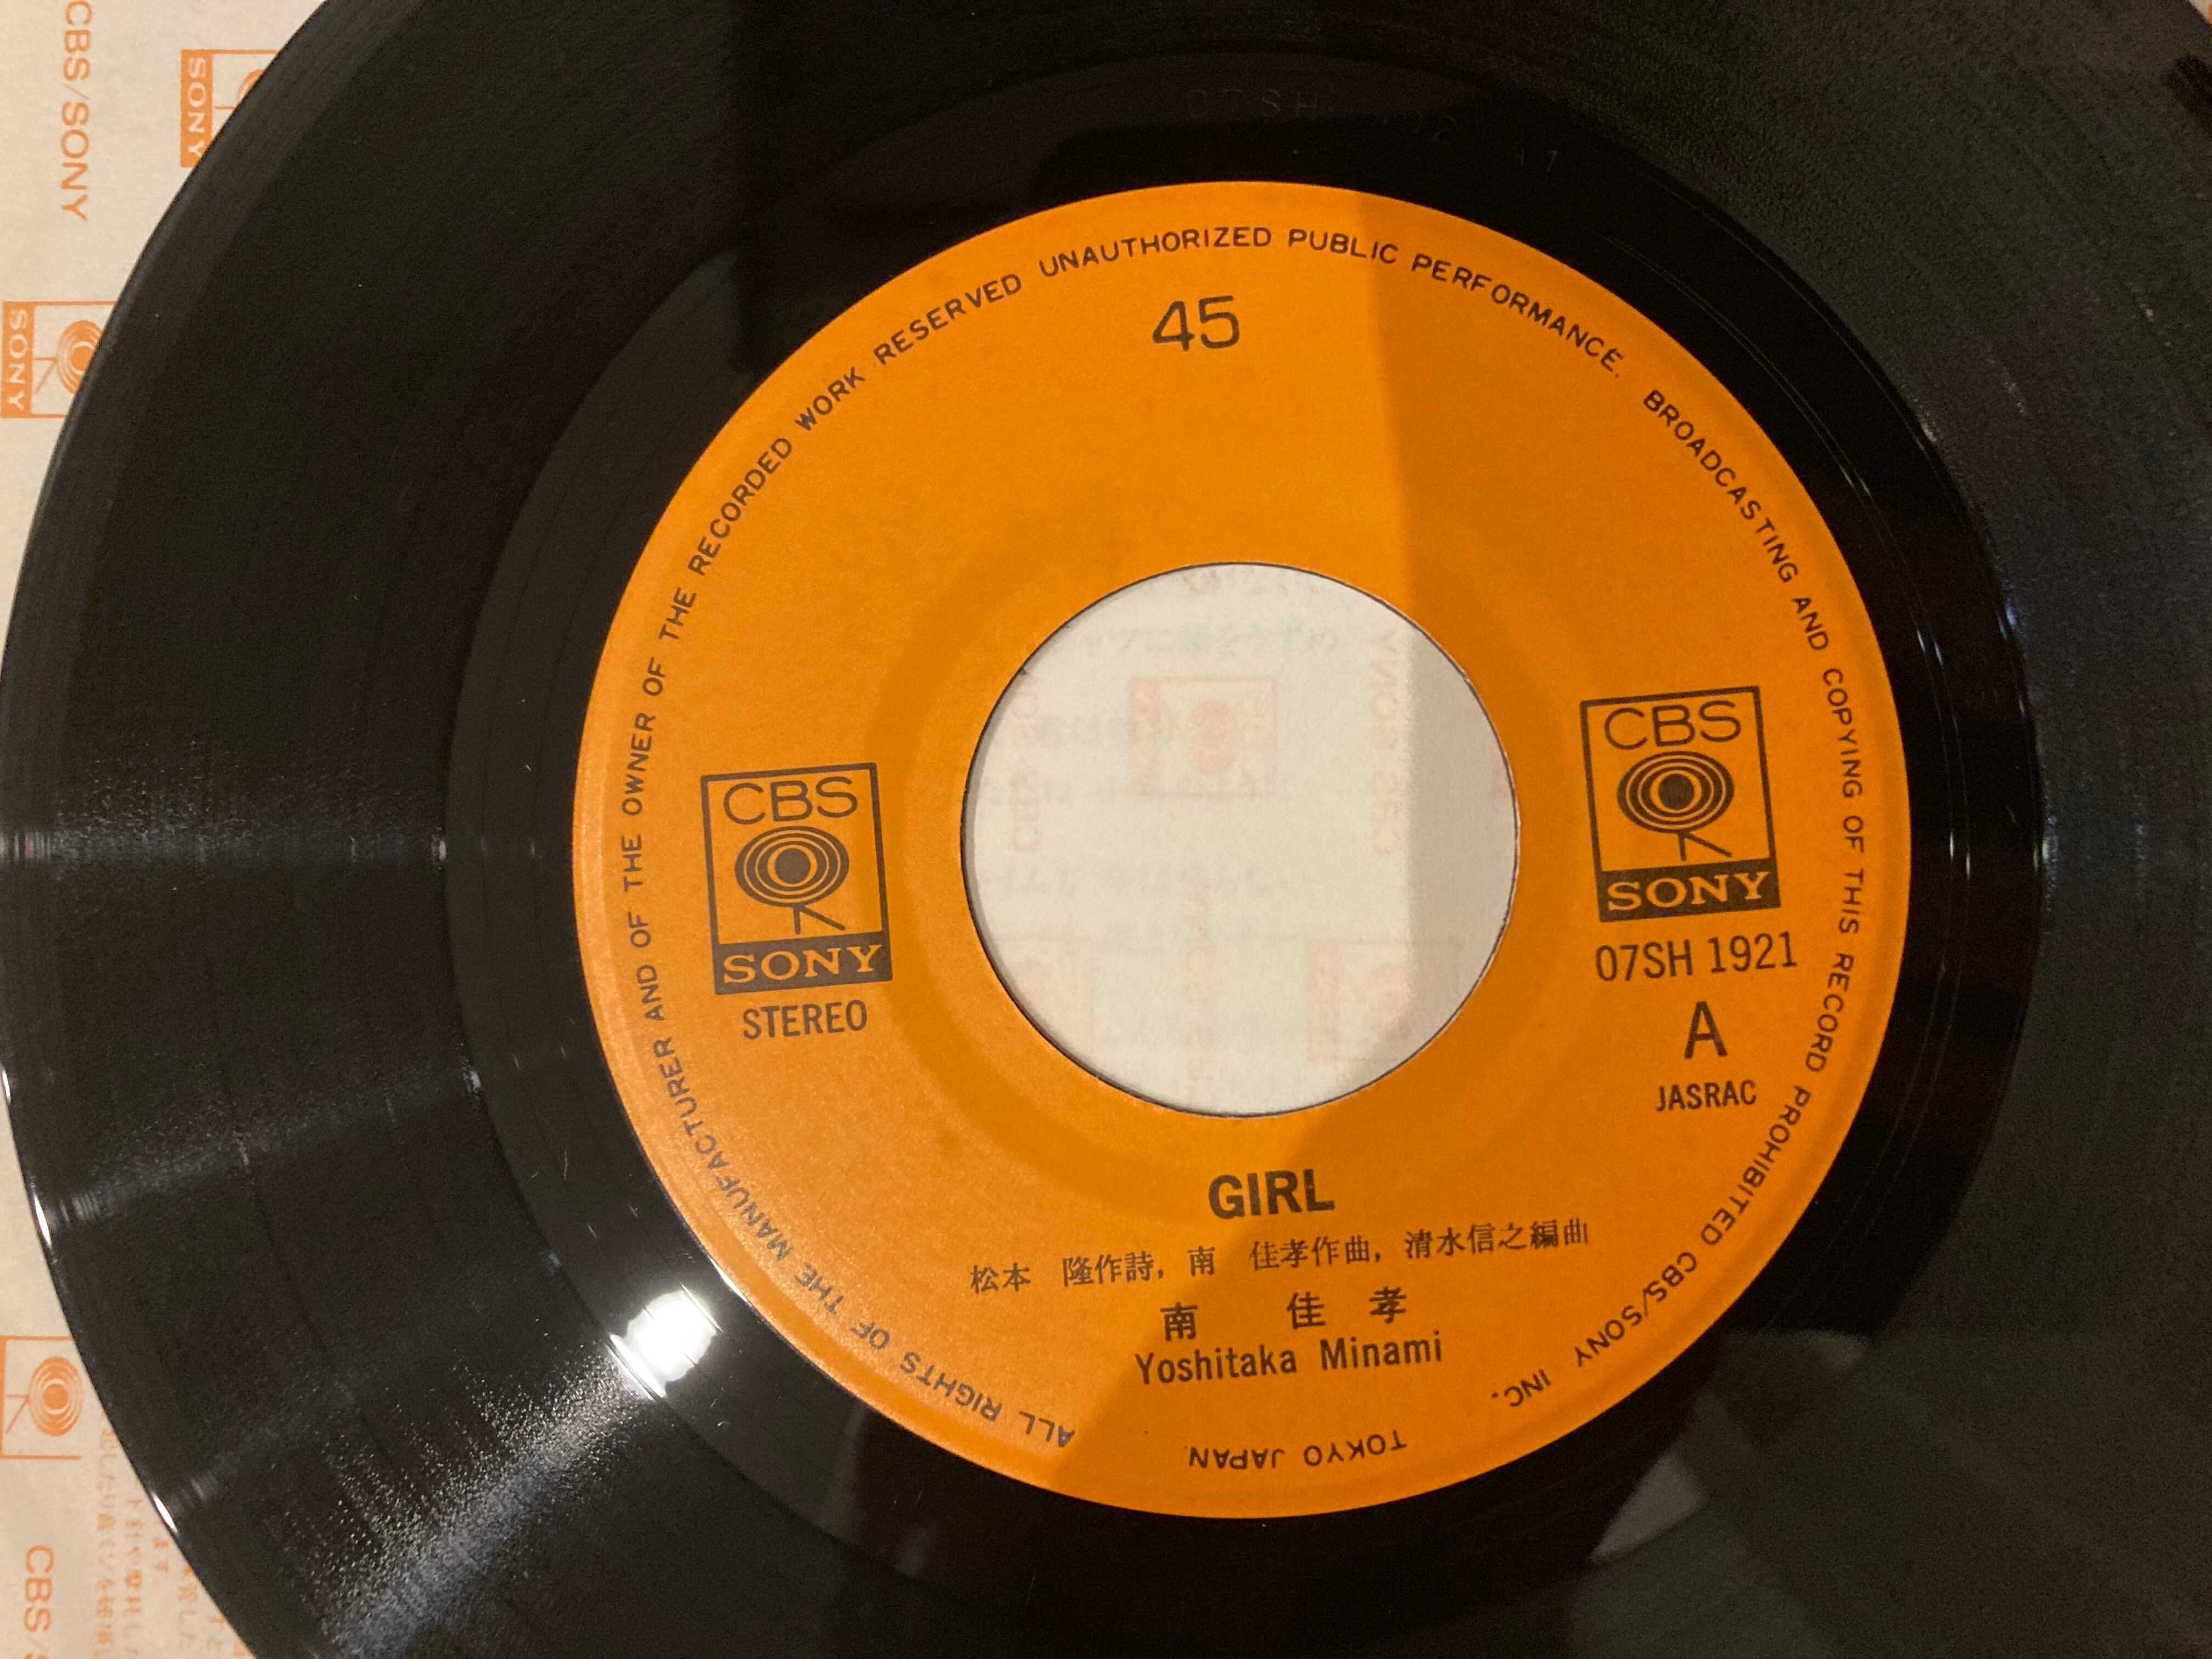 ALL RIGHTS OF THE MANUFACTURER AND OF THE OWNER OF THE RECORDED WORK RESERVED UNAUTHORIZED PUBLIC PERFORMANCE. BROADCASTING AND COPYING OF THIS RECORD PROHIBITED CBS/SONY INC. TOKYO JAPAN
45
CBS
SONY
STEREO
CBS
SONY
07SH 1921
A
JASRAC
GIRL
松本 隆作詩, 南 佳孝作曲, 清水信之編曲
南 佳孝
Yoshitaka Minami
CBS/SONY
SONY
SONY
CBS/S